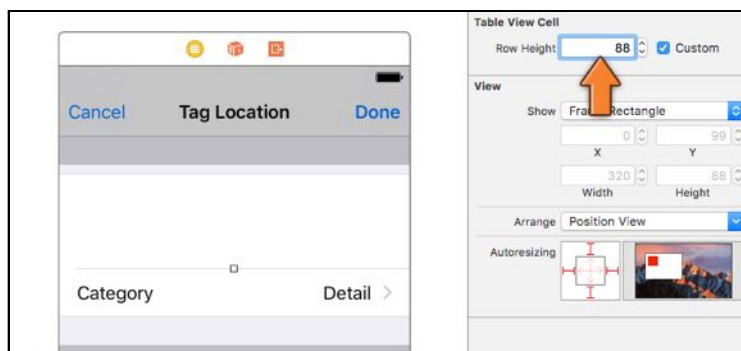 Cancel
Tag Location
Done
Category
Detail
Table View Cell
Row Height 88 Custom
View
Show Frame Rectangle
0 99
X Y
320 88
Width Height
Arrange Position View
Autoresizing